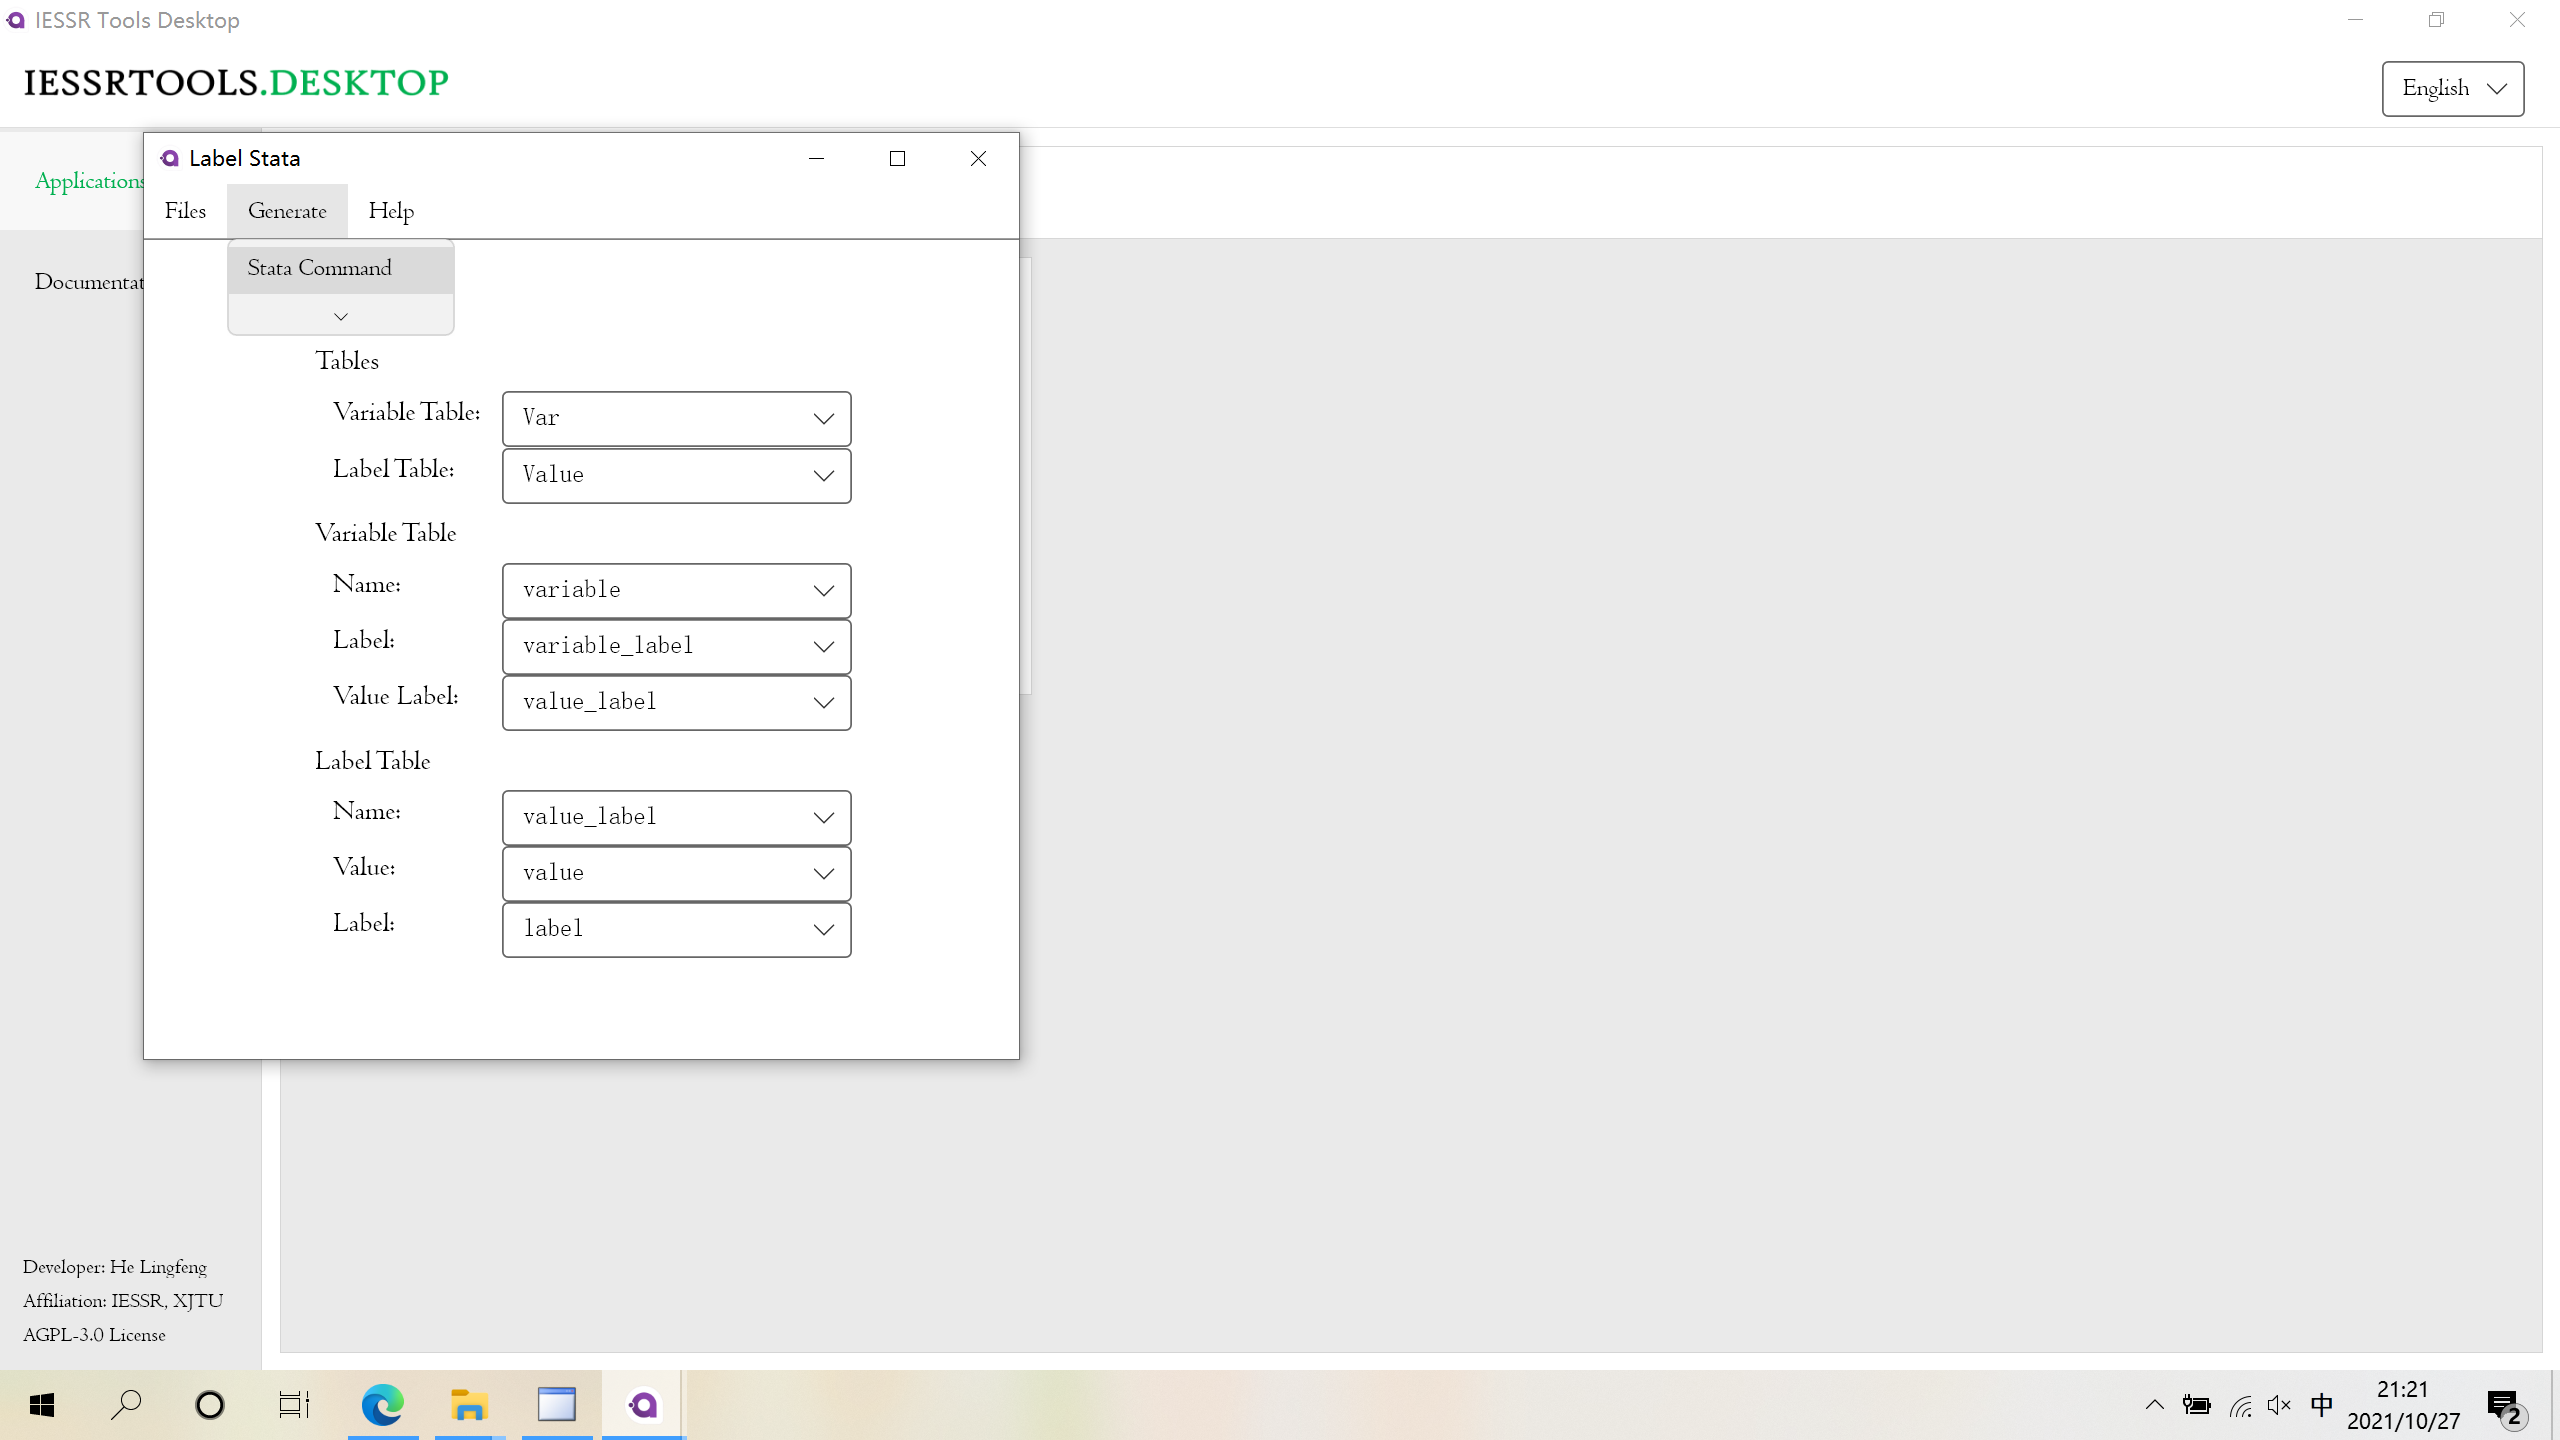 IESSR Tools Desktop
IESSRTOOLS.DESKTOP
English
Applications
Documentat
Label Stata
Files Generate Help
Stata Command
Tables
Variable Table: Var
Label Table: Value
Variable Table
Name: variable
Label: variable_label
Value Label: value_label
Label Table
Name: value_label
Value: value
Label: label
Developer: He Lingfeng
Affiliation: IESSR, XJTU
AGPL-3.0 License
中
21:21
2021/10/27
2